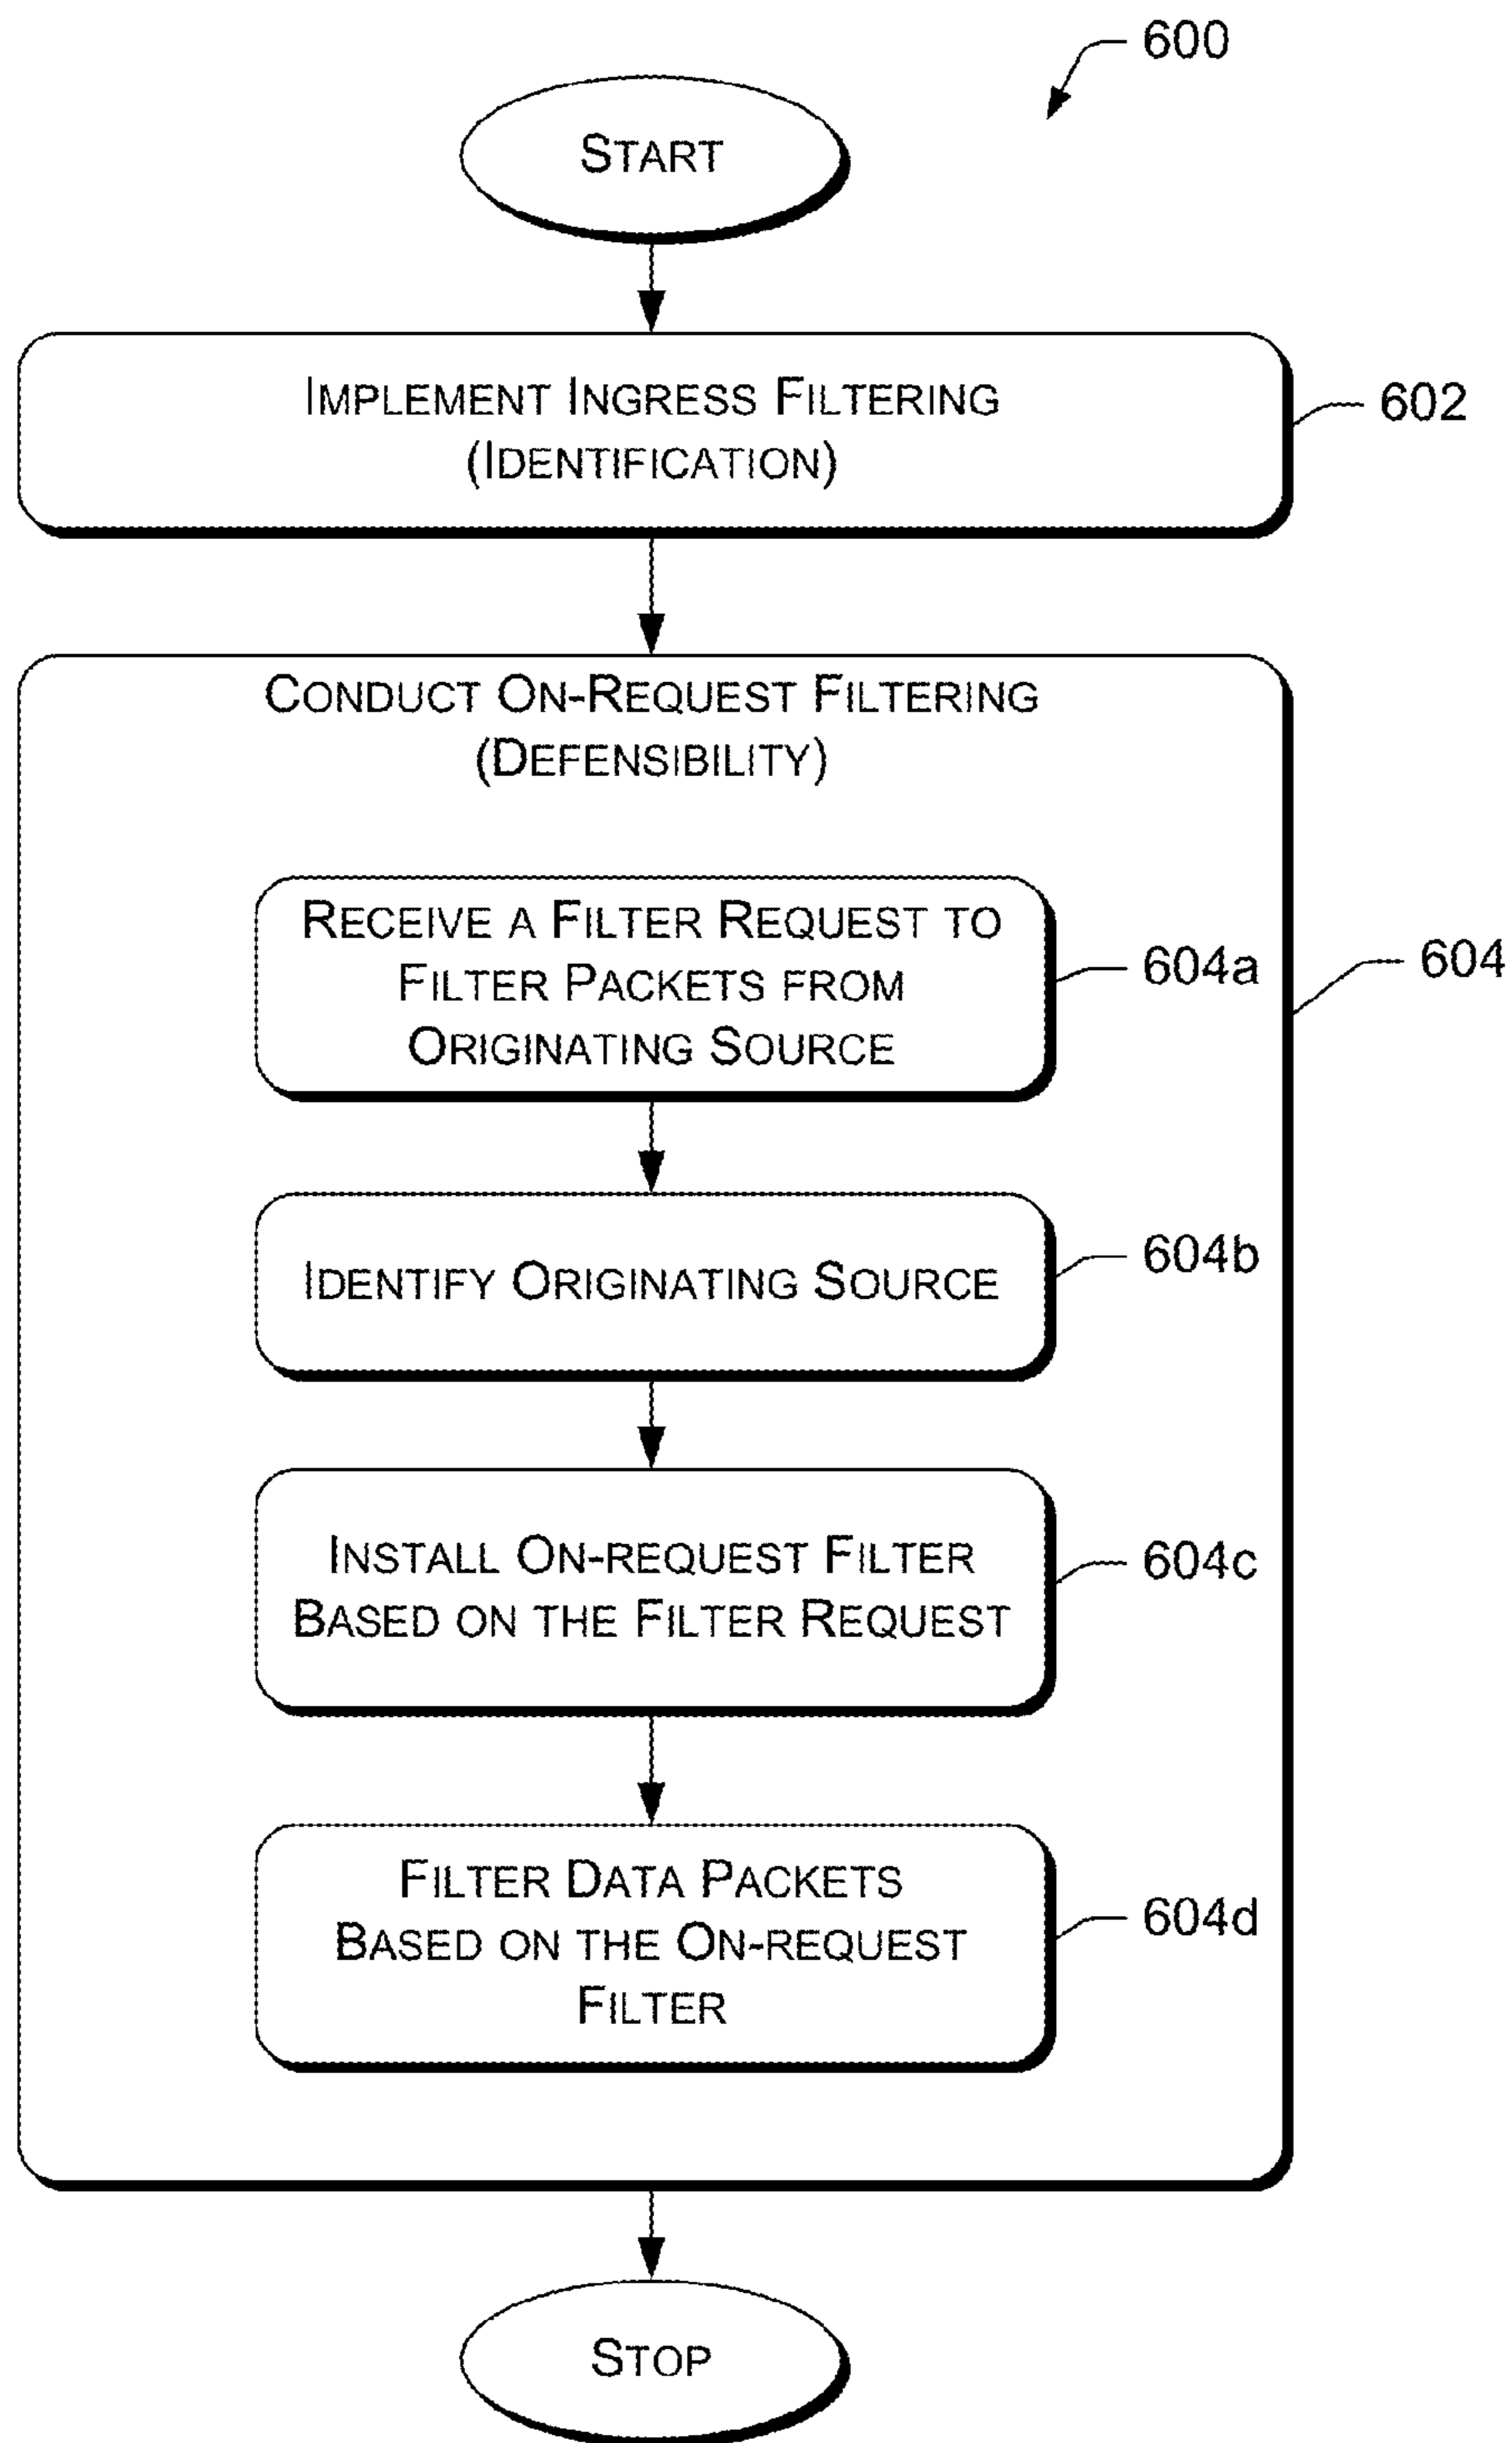 600
START
IMPLEMENT INGRESS FILTERING
(IDENTIFICATION)
602
CONDUCT ON-REQUEST FILTERING
(DEFENSIBILITY)
RECEIVE A FILTER REQUEST TO
FILTER PACKETS FROM
ORIGINATING SOURCE
604a
604
IDENTIFY ORIGINATING SOURCE
604b
INSTALL ON-REQUEST FILTER
BASED ON THE FILTER REQUEST
604c
FILTER DATA PACKETS
BASED ON THE ON-REQUEST
FILTER
604d
STOP